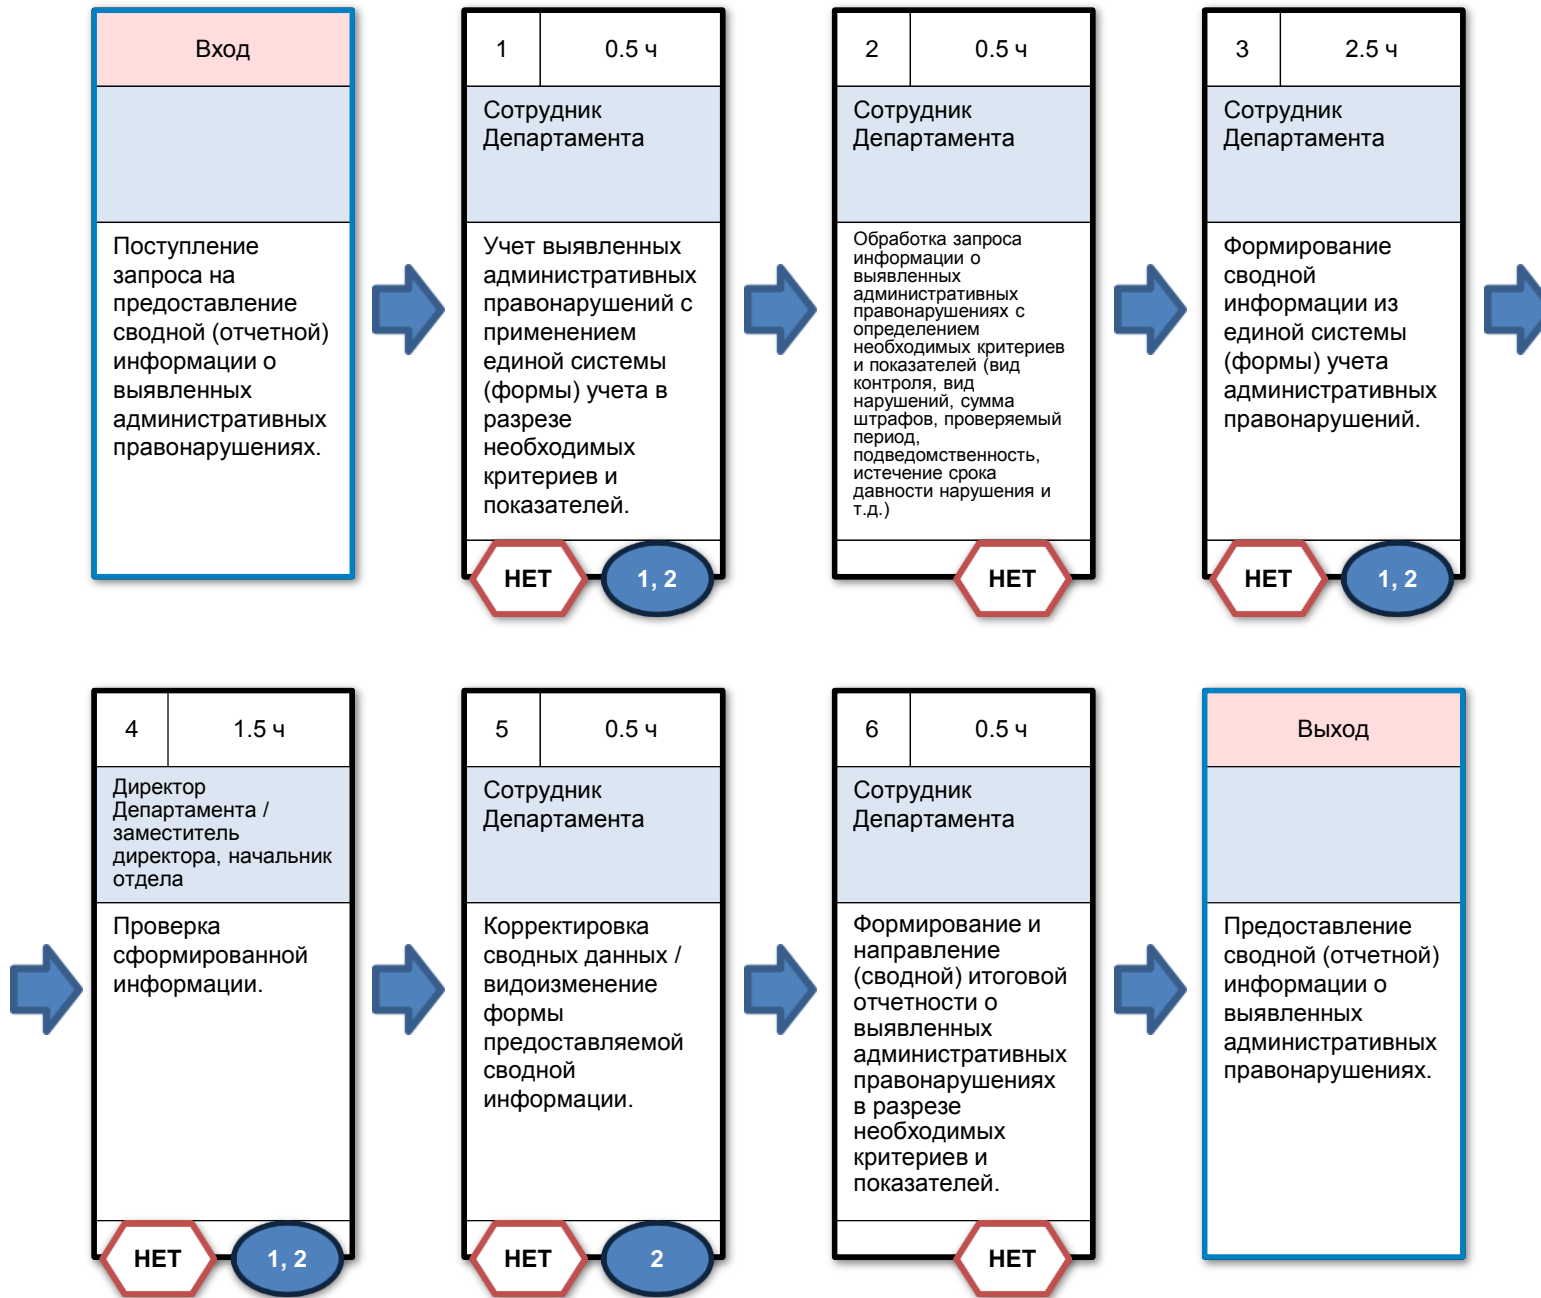 Вход
Поступление
запроса на
предоставление
сводной (отчетной)
информации о
выявленных
административных
правонарушениях.
1
0.5 ч
Сотрудник
Департамента
Учет выявленных
административных
правонарушений с
применением
единой системы
(формы) учета в
разрезе
необходимых
критериев и
показателей.
НЕТ
1, 2
2
0.5 ч
Сотрудник
Департамента
Обработка запроса
информации о
выявленных
административных
правонарушениях с
определением
необходимых критериев
и показателей (вид
контроля, вид
нарушений, сумма
штрафов, проверяемый
период,
подведомственность,
истечение срока
давности нарушения и
т.д.)
НЕТ
3
2.5 ч
Сотрудник
Департамента
Формирование
сводной
информации из
единой системы
(формы) учета
административных
правонарушений.
НЕТ
1, 2
4
1.5 ч
Директор
Департамента /
заместитель
директора, начальник
отдела
Проверка
сформированной
информации.
НЕТ
1, 2
5
0.5 ч
Сотрудник
Департамента
Корректировка
сводных данных /
видоизменение
формы
предоставляемой
сводной
информации.
НЕТ
2
6
0.5 ч
Сотрудник
Департамента
Формирование и
направление
(сводной) итоговой
отчетности о
выявленных
административных
правонарушениях
в разрезе
необходимых
критериев и
показателей.
НЕТ
Выход
Предоставление
сводной (отчетной)
информации о
выявленных
административных
правонарушениях.